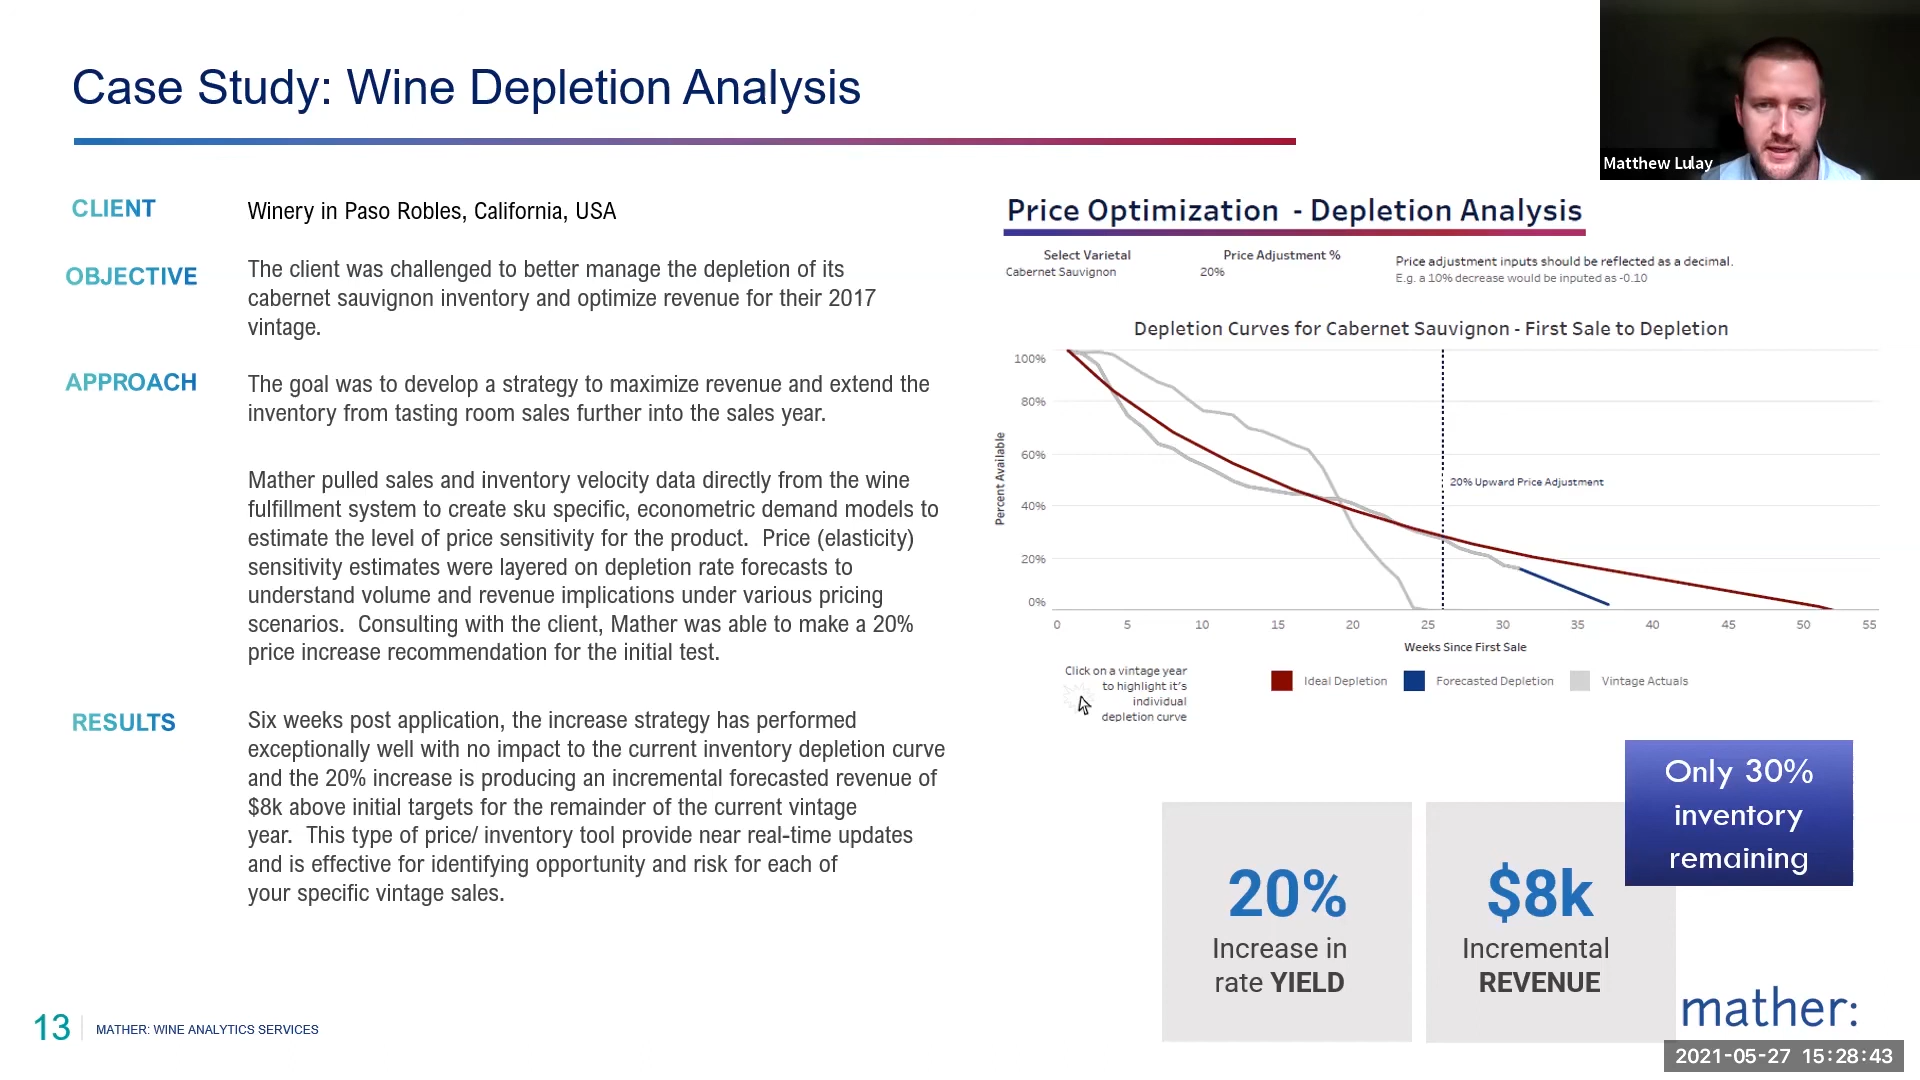 Case Study: Wine Depletion Analysis
Matthew Lulay
CLIENT
Winery in Paso Robles, California, USA
OBJECTIVE
The client was challenged to better manage the depletion of its
cabernet sauvignon inventory and optimize revenue for their 2017
vintage.
APPROACH
The goal was to develop a strategy to maximize revenue and extend the
inventory from tasting room sales further into the sales year.
Mather pulled sales and inventory velocity data directly from the wine
fulfillment system to create sku specific, econometric demand models to
estimate the level of price sensitivity for the product.  Price (elasticity)
sensitivity estimates were layered on depletion rate forecasts to
understand volume and revenue implications under various pricing
scenarios.  Consulting with the client, Mather was able to make a 20%
price increase recommendation for the initial test.
RESULTS
Six weeks post application, the increase strategy has performed
exceptionally well with no impact to the current inventory depletion curve
and the 20% increase is producing an incremental forecasted revenue of
$8k above initial targets for the remainder of the current vintage
year.  This type of price/ inventory tool provide near real-time updates
and is effective for identifying opportunity and risk for each of
your specific vintage sales.
Price Optimization - Depletion Analysis
Select Varietal
Cabernet Sauvignon
Price Adjustment %
20%
Price adjustment inputs should be reflected as a decimal.
E.g. a 10% decrease would be inputed as -0.10
Depletion Curves for Cabernet Sauvignon - First Sale to Depletion
Percent Available
100%
80%
60%
40%
20%
0%
20% Upward Price Adjustment
0 5 10 15 20 25 30 35 40 45 50 55
Weeks Since First Sale
Click on a vintage year
to highlight it's
individual
depletion curve
Ideal Depletion
Forecasted Depletion
Vintage Actuals
Only 30%
inventory
remaining
20%
Increase in
rate YIELD
$8k
Incremental
REVENUE
13
MATHER: WINE ANALYTICS SERVICES
mather:
2021-05-27 15:28:43